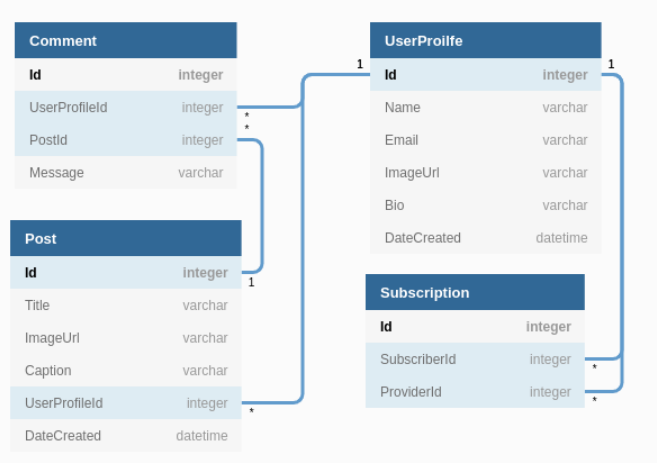 Comment
Id integer
UserProfileId integer
PostId integer
Message varchar
*
*
Post
Id integer
Title varchar
ImageUrl varchar
Caption varchar
UserProfileId integer
DateCreated datetime
1
*
UserProilfe
Id integer
Name varchar
Email varchar
ImageUrl varchar
Bio varchar
DateCreated datetime
1
1
Subscription
Id integer
SubscriberId integer
ProviderId integer
*
*